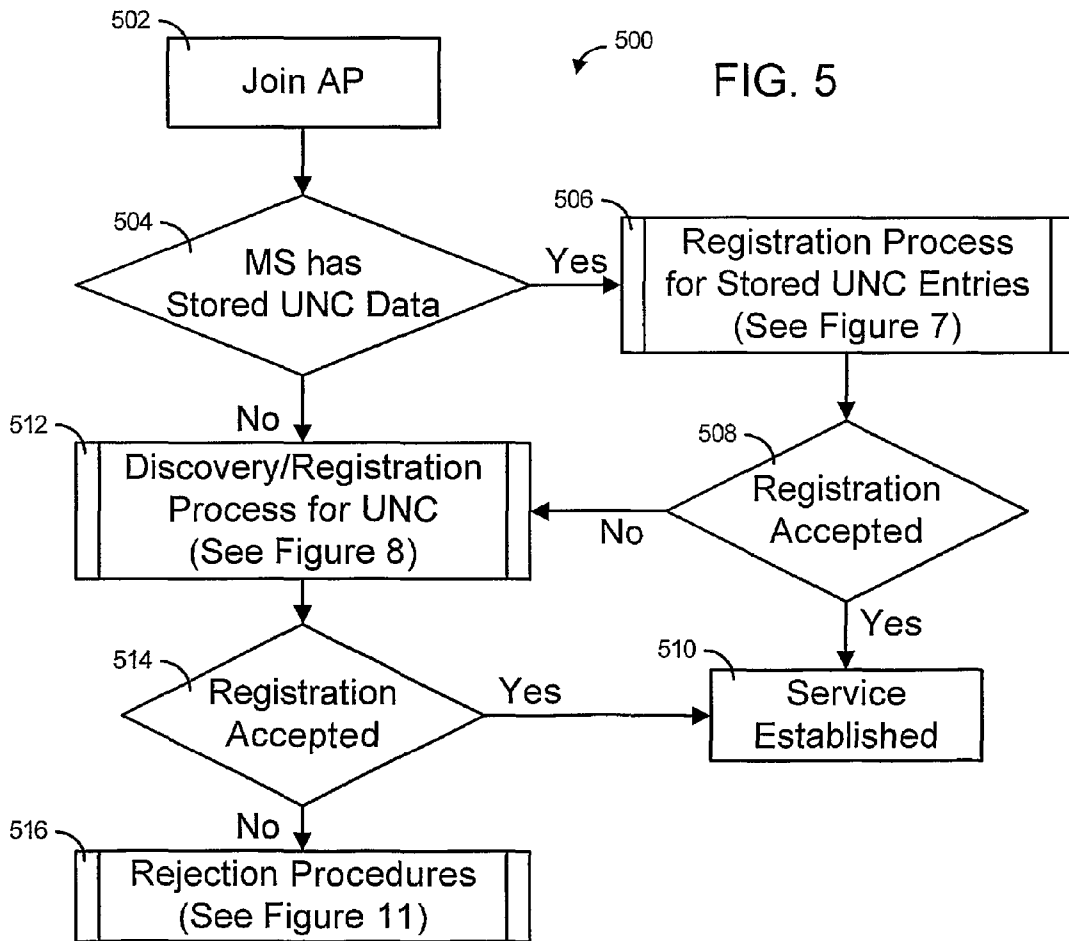 502
Join AP
500
FIG. 5
504
MS has
Stored UNC Data
Yes
506
Registration Process
for Stored UNC Entries
(See Figure 7)
No
512
Discovery/Registration
Process for UNC
(See Figure 8)
508
Registration
Accepted
No
Yes
514
Registration
Accepted
Yes
510
Service
Established
No
516
Rejection Procedures
(See Figure 11)